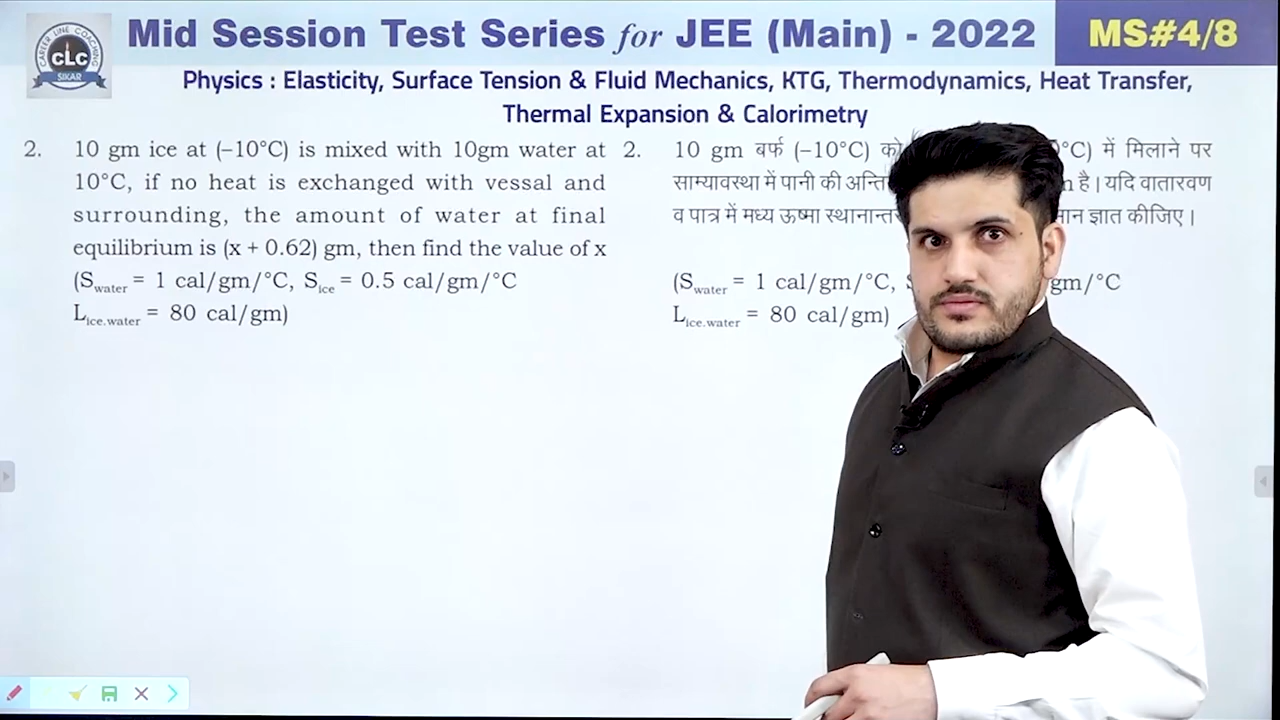 Mid Session Test Series for JEE (Main) - 2022
MS#4/8
CAREER LINE COACHING
CLC
SIKAR
Physics : Elasticity, Surface Tension & Fluid Mechanics, KTG, Thermodynamics, Heat Transfer,
Thermal Expansion & Calorimetry
2. 10 gm ice at (−10°C) is mixed with 10gm water at
10°C, if no heat is exchanged with vessal and
surrounding, the amount of water at final
equilibrium is (x + 0.62) gm, then find the value of x
(Swater = 1 cal/gm/°C, Sice = 0.5 cal/gm/°C
Lice.water = 80 cal/gm)
2. 10 gm बर्फ (−10°C) को °C) में मिलाने पर
साम्यावस्था में पानी की है। यदि वातारवण
व पात्र में मध्य ऊष्मा ज्ञात कीजिए।
(Swater = 1 cal/gm/°C, gm/°C
Lice.water = 80 cal/gm)